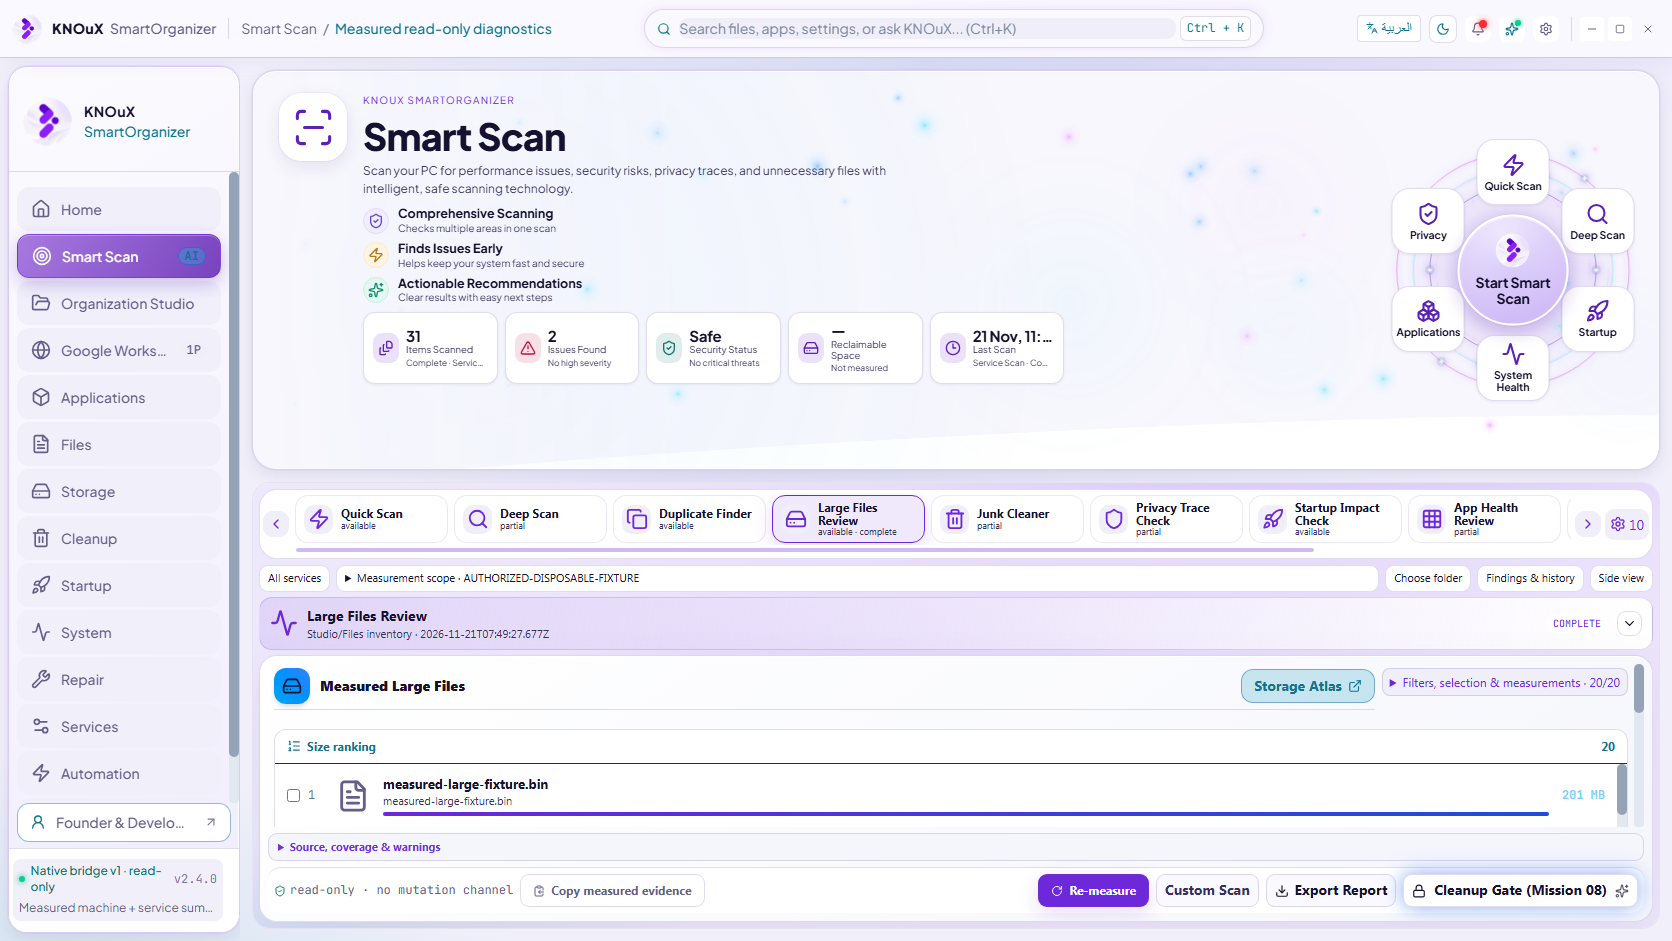 KNOuX SmartOrganizer
Smart Scan / Measured read-only diagnostics
Search files, apps, settings, or ask KNOuX... (Ctrl+K)
Ctrl + K
العربية
KNOuX
SmartOrganizer
Home
Smart Scan AI
Organization Studio
Google Works... 1P
Applications
Files
Storage
Cleanup
Startup
System
Repair
Services
Automation
Founder & Develo...
Native bridge v1 · read-only
v2.4.0
Measured machine + service sum...
KNOUX SMARTORGANIZER
Smart Scan
Scan your PC for performance issues, security risks, privacy traces, and unnecessary files with
intelligent, safe scanning technology.
Comprehensive Scanning
Checks multiple areas in one scan
Finds Issues Early
Helps keep your system fast and secure
Actionable Recommendations
Clear results with easy next steps
31
Items Scanned
Complete · Servic...
2
Issues Found
No high severity
Safe
Security Status
No critical threats
—
Reclaimable
Space
Not measured
21 Nov, 11:...
Last Scan
Service Scan · Co...
Quick Scan
Privacy
Deep Scan
Start Smart
Scan
Applications
Startup
System
Health
Quick Scan
available
Deep Scan
partial
Duplicate Finder
available
Large Files
Review
available · complete
Junk Cleaner
partial
Privacy Trace
Check
partial
Startup Impact
Check
available
App Health
Review
partial
10
All services
Measurement scope · AUTHORIZED-DISPOSABLE-FIXTURE
Choose folder
Findings & history
Side view
Large Files Review
Studio/Files inventory · 2026-11-21T07:49:27.677Z
COMPLETE
Measured Large Files
Storage Atlas
Filters, selection & measurements · 20/20
Size ranking
20
1
measured-large-fixture.bin
measured-large-fixture.bin
201 MB
Source, coverage & warnings
read-only · no mutation channel
Copy measured evidence
Re-measure
Custom Scan
Export Report
Cleanup Gate (Mission 08)